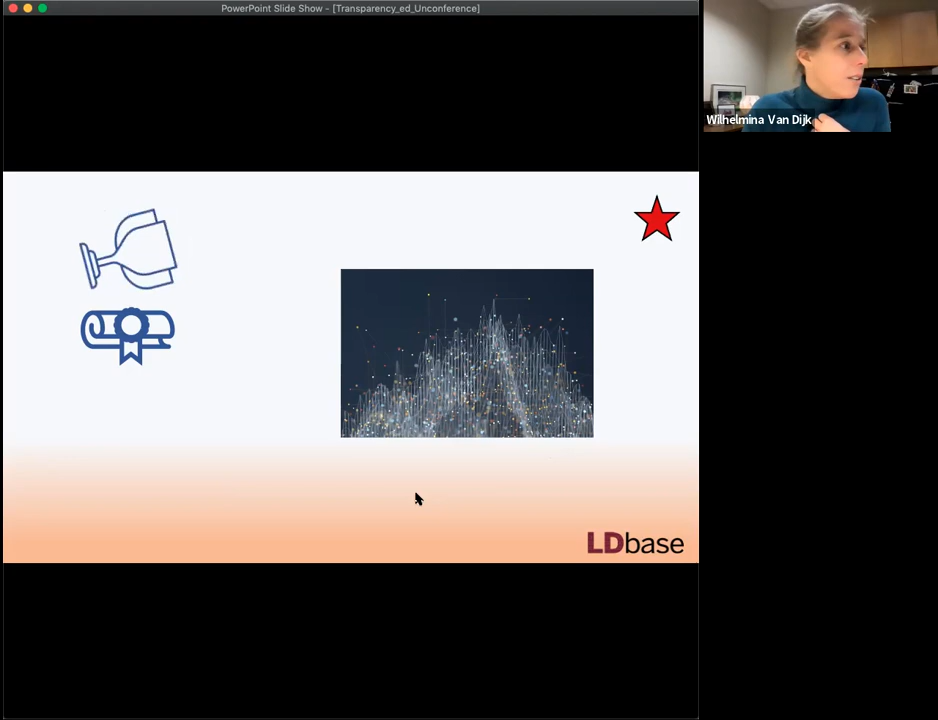 PowerPoint Slide Show - [Transparency_ed_Unconference]
Wilhelmina Van Dijk
LDbase